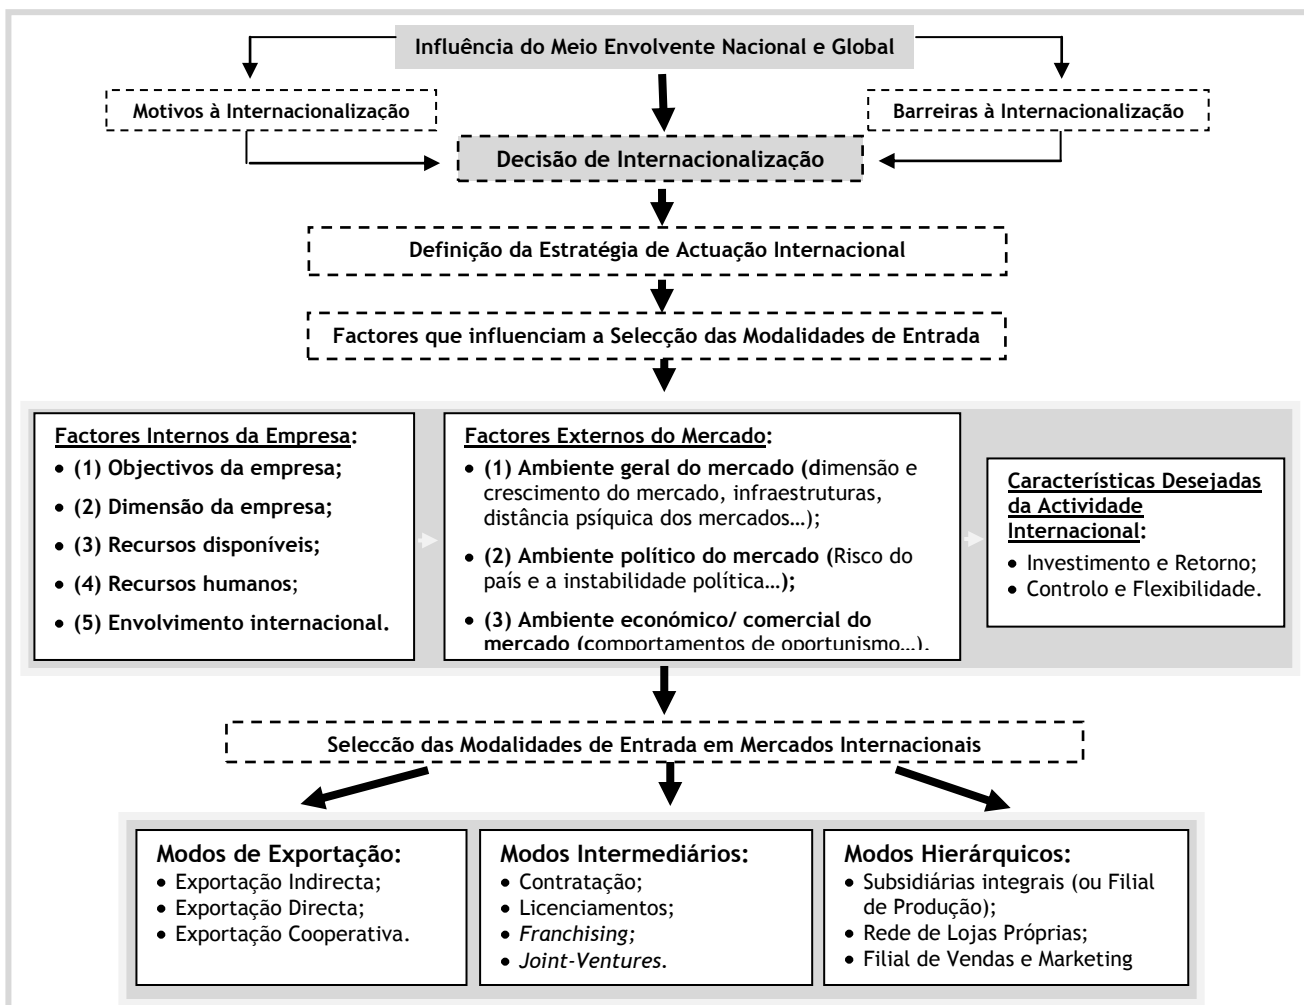 Influência do Meio Envolvente Nacional e Global
Motivos à Internacionalização
Barreiras à Internacionalização
Decisão de Internacionalização
Definição da Estratégia de Actuação Internacional
Factores que influenciam a Selecção das Modalidades de Entrada
Factores Internos da Empresa:
• (1) Objectivos da empresa;
• (2) Dimensão da empresa;
• (3) Recursos disponíveis;
• (4) Recursos humanos;
• (5) Envolvimento internacional.
Factores Externos do Mercado:
• (1) Ambiente geral do mercado (dimensão e
crescimento do mercado, infraestruturas,
distância psíquica dos mercados…);
• (2) Ambiente político do mercado (Risco do
país e a instabilidade política…);
• (3) Ambiente económico/ comercial do
mercado (comportamentos de oportunismo…).
Características Desejadas
da Actividade
Internacional:
• Investimento e Retorno;
• Controlo e Flexibilidade.
Selecção das Modalidades de Entrada em Mercados Internacionais
Modos de Exportação:
• Exportação Indirecta;
• Exportação Directa;
• Exportação Cooperativa.
Modos Intermediários:
• Contratação;
• Licenciamentos;
• Franchising;
• Joint-Ventures.
Modos Hierárquicos:
• Subsidiárias integrais (ou Filial
de Produção);
• Rede de Lojas Próprias;
• Filial de Vendas e Marketing